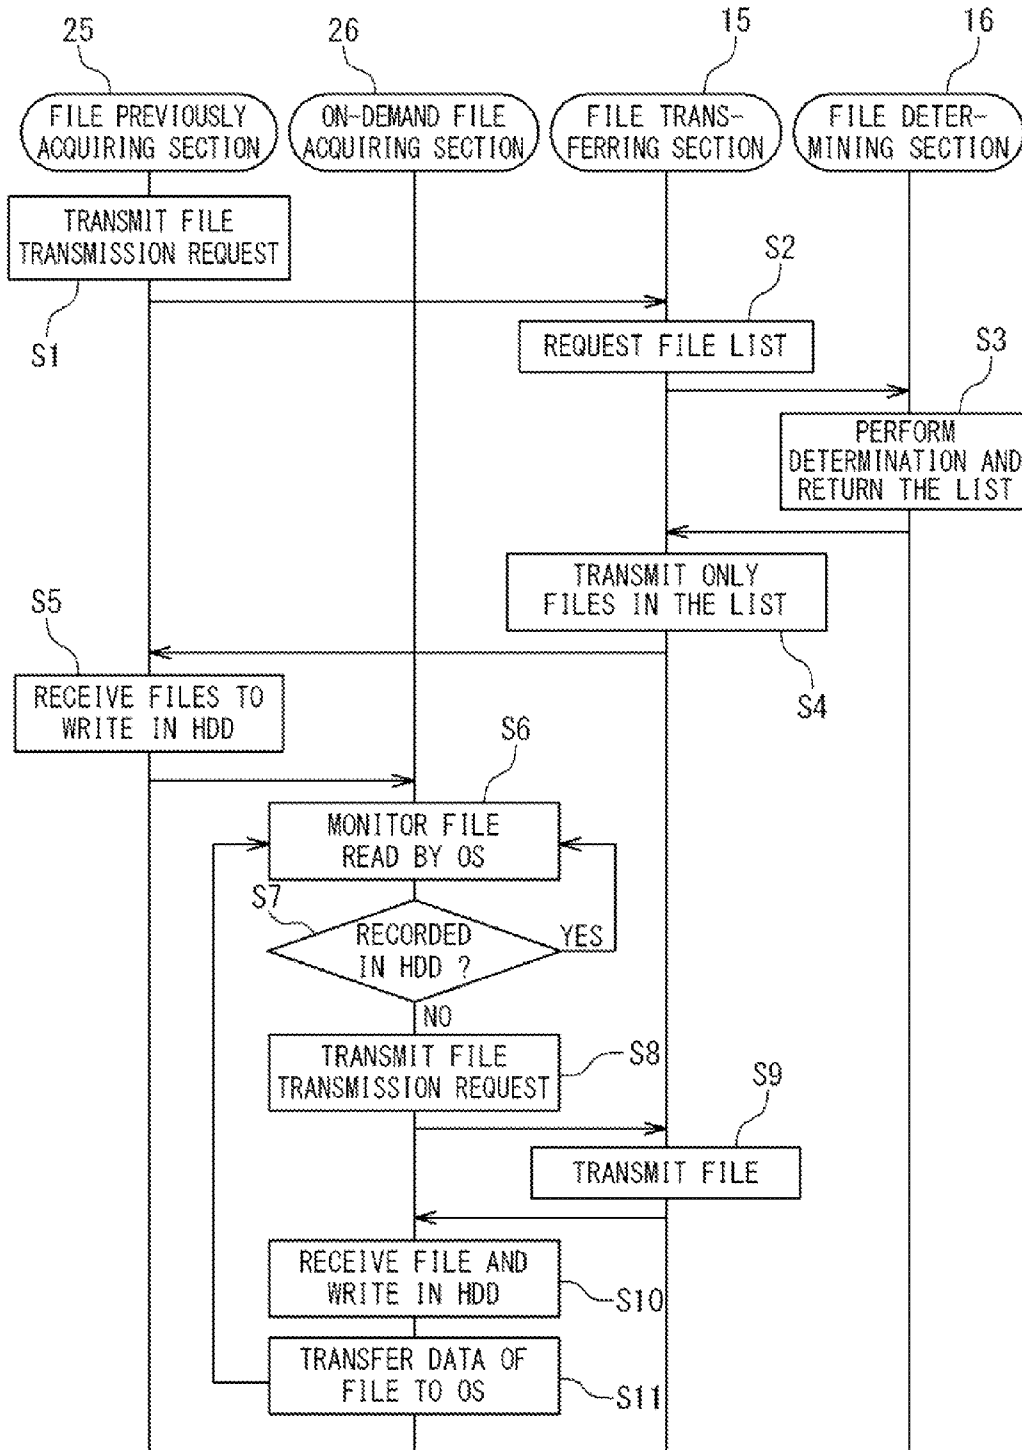 25
26
15
16
FILE PREVIOUSLY
ACQUIRING SECTION
ON-DEMAND FILE
ACQUIRING SECTION
FILE TRANS-
FERRING SECTION
FILE DETER-
MINING SECTION
TRANSMIT FILE
TRANSMISSION REQUEST
S1
S2
REQUEST FILE LIST
S3
PERFORM
DETERMINATION AND
RETURN THE LIST
TRANSMIT ONLY
FILES IN THE LIST
S4
S5
RECEIVE FILES TO
WRITE IN HDD
S6
MONITOR FILE
READ BY OS
S7
RECORDED
IN HDD ?
YES
NO
TRANSMIT FILE
TRANSMISSION REQUEST
S8
S9
TRANSMIT FILE
RECEIVE FILE AND
WRITE IN HDD
S10
TRANSFER DATA OF
FILE TO OS
S11